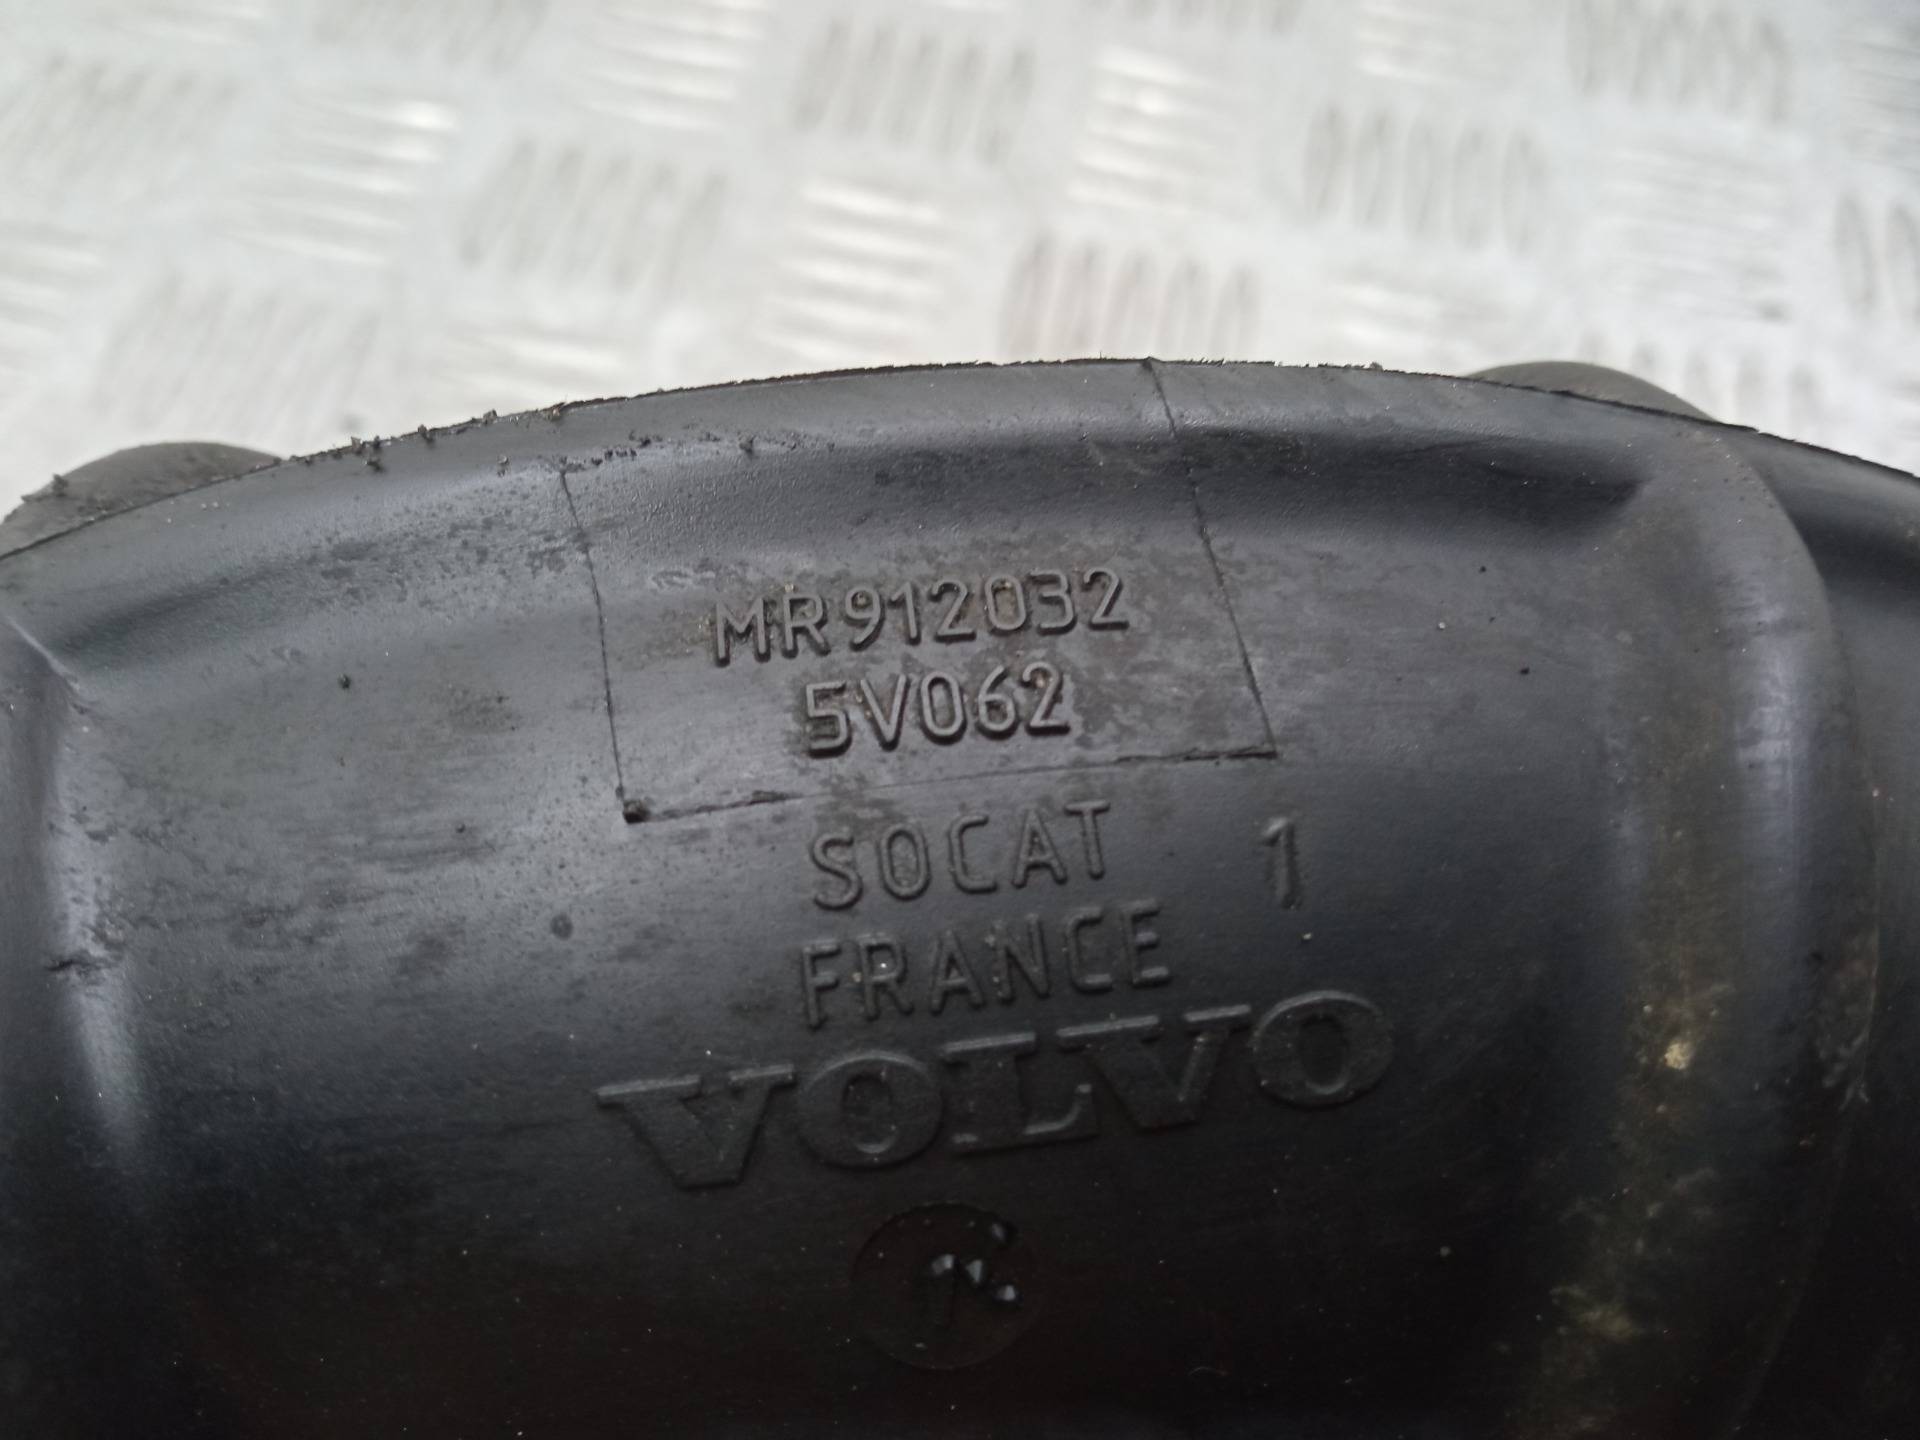 MR912032
5V062
SOCAT 1
FRANCE
VOLVO